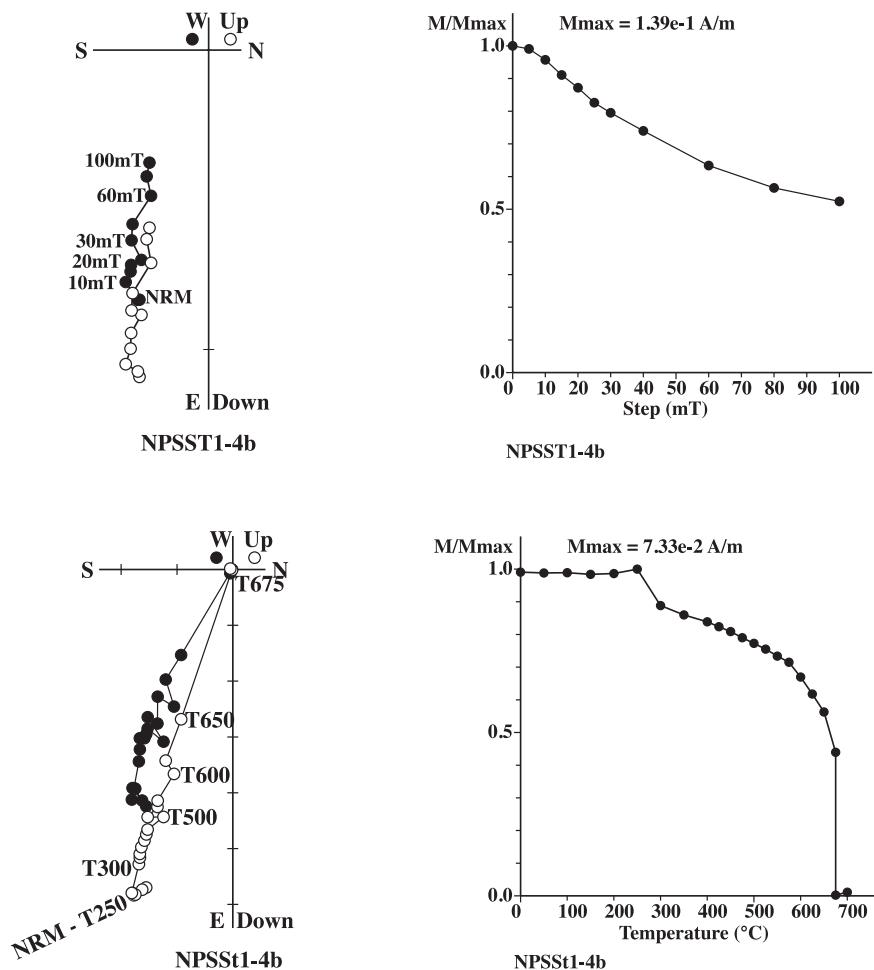 W Up
S N
100mT
60mT
30mT
20mT
10mT
NRM
E Down
NPSST1-4b
M/Mmax Mmax = 1.39e-1 A/m
1.0
0.5
0.0
0 10 20 30 40 50 60 70 80 90 100
Step (mT)
NPSST1-4b
W Up
S N
T675
T650
T600
T500
T300
NRM - T250
E Down
NPSSt1-4b
M/Mmax Mmax = 7.33e-2 A/m
1.0
0.5
0.0
0 100 200 300 400 500 600 700
Temperature (°C)
NPSSt1-4b